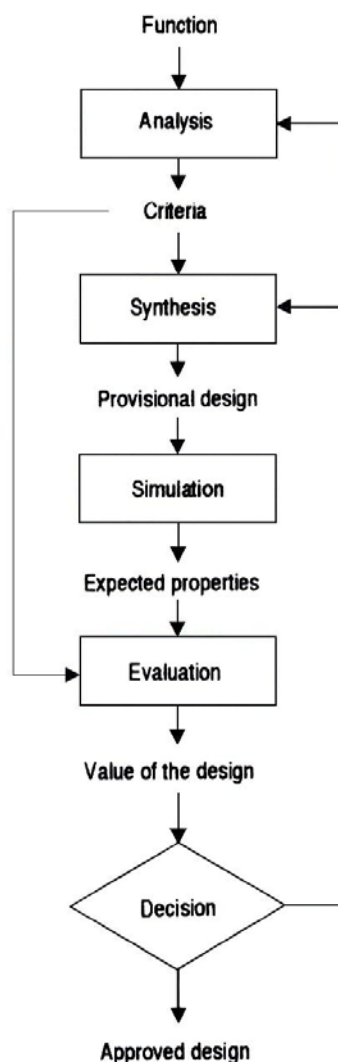 Function
Analysis
Criteria
Synthesis
Provisional design
Simulation
Expected properties
Evaluation
Value of the design
Decision
Approved design